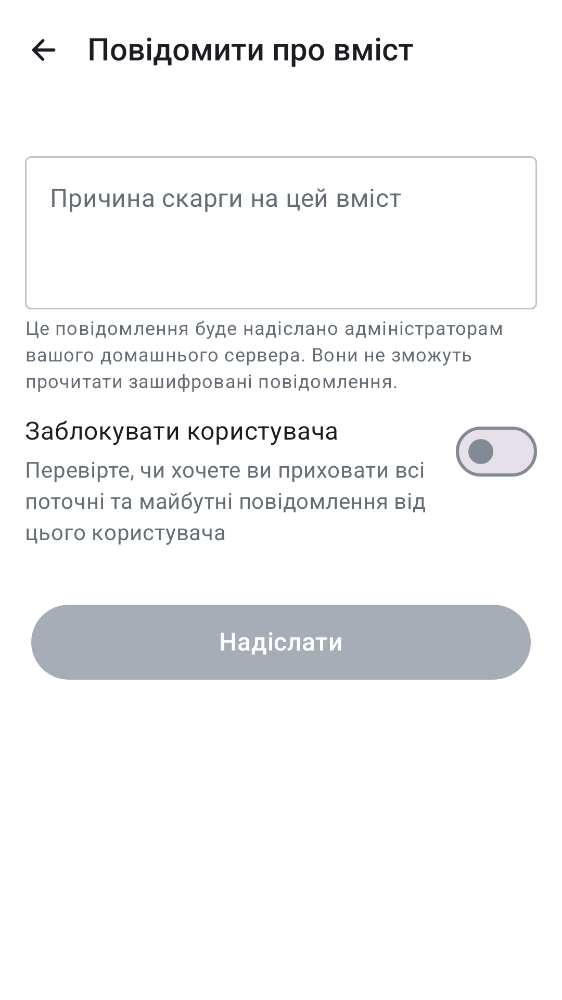 Повідомити про вміст
Причина скарги на цей вміст
Це повідомлення буде надіслано адміністраторам
вашого домашнього сервера. Вони не зможуть
прочитати зашифровані повідомлення.
Заблокувати користувача
Перевірте, чи хочете ви приховати всі
поточні та майбутні повідомлення від
цього користувача
Надіслати